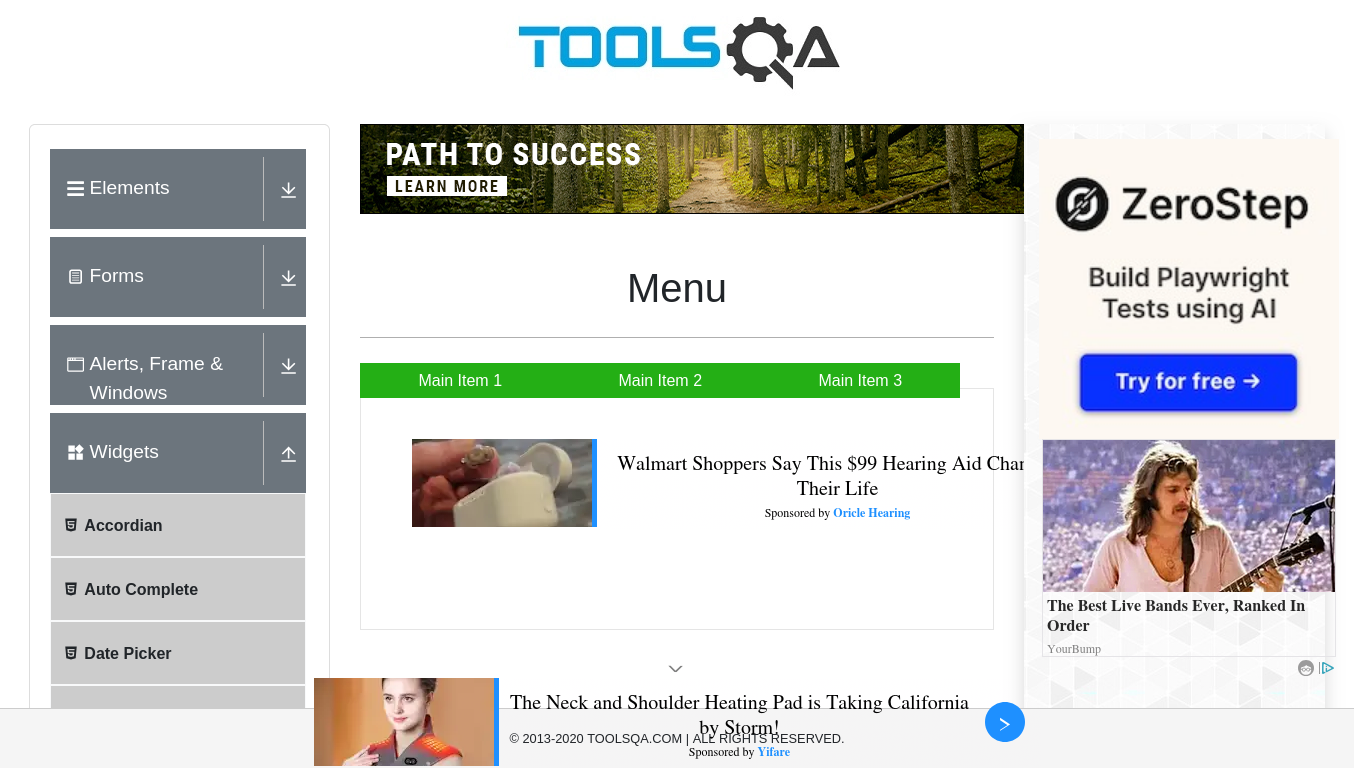 TOOLSQA
Elements
Forms
Alerts, Frame &
Windows
Widgets
Accordian
Auto Complete
Date Picker
PATH TO SUCCESS
LEARN MORE
Menu
Main Item 1
Main Item 2
Main Item 3
Walmart Shoppers Say This $99 Hearing Aid Chan
Their Life
Sponsored by Oricle Hearing
ZeroStep
Build Playwright
Tests using AI
Try for free →
The Best Live Bands Ever, Ranked In
Order
YourBump
The Neck and Shoulder Heating Pad is Taking California
by Storm!
© 2013-2020 TOOLSQA.COM | ALL RIGHTS RESERVED.
Sponsored by Yifare